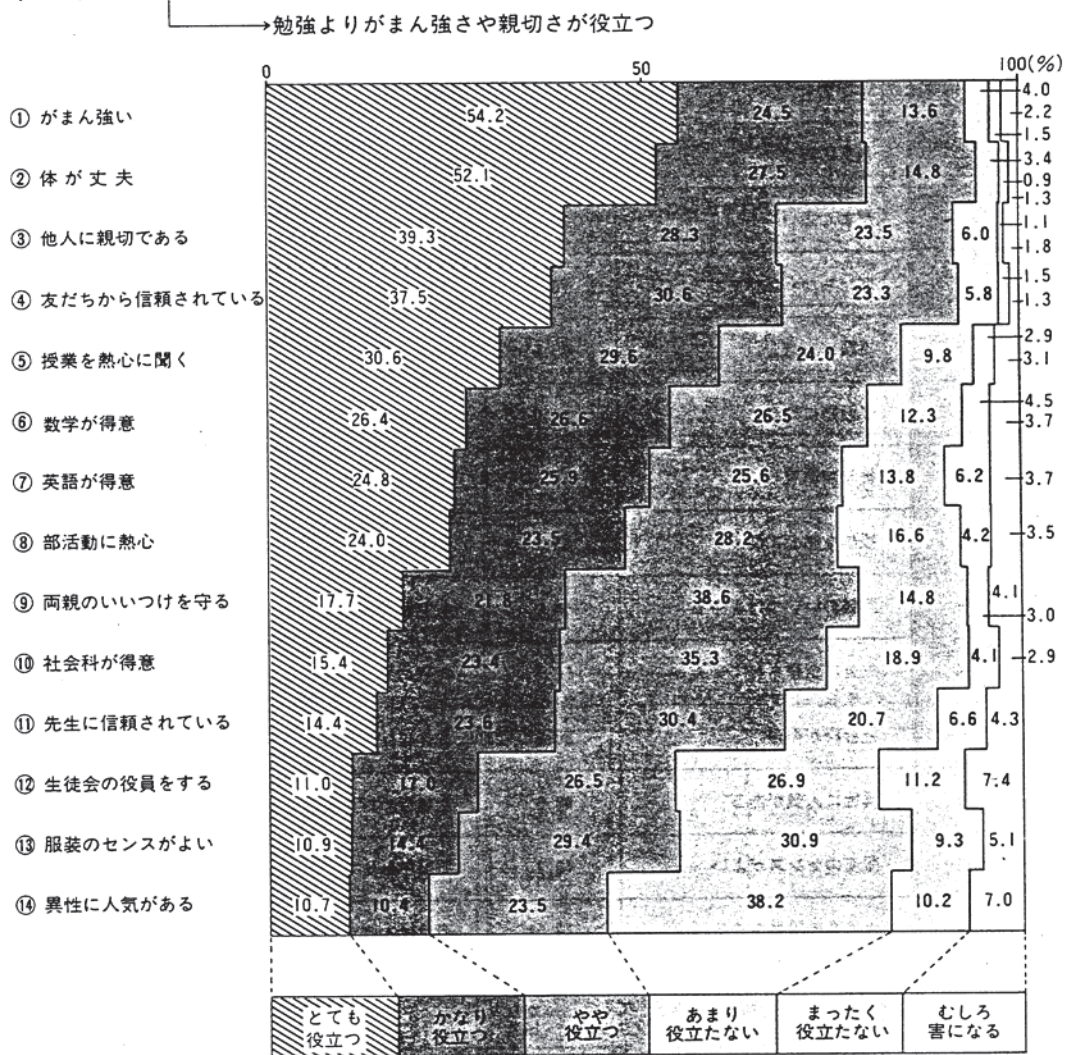 勉強よりがまん強さや親切さが役立つ
0 50 100(%)
① がまん強い 54.2 24.5 13.6 4.0 2.2 1.5
② 体が丈夫 52.1 27.5 14.8 3.4 0.9 1.3
③ 他人に親切である 39.3 28.3 23.5 6.0 1.1 1.8
④ 友だちから信頼されている 37.5 30.6 23.3 5.8 1.5 1.3
⑤ 授業を熱心に聞く 30.6 29.6 24.0 9.8 2.9 3.1
⑥ 数学が得意 26.4 26.6 26.5 12.3 4.5 3.7
⑦ 英語が得意 24.8 25.9 25.6 13.8 6.2 3.7
⑧ 部活動に熱心 24.0 23.5 28.2 16.6 4.2 3.5
⑨ 両親のいいつけを守る 17.7 21.8 38.6 14.8 4.1 3.0
⑩ 社会科が得意 15.4 23.4 35.3 18.9 4.1 2.9
⑪ 先生に信頼されている 14.4 23.6 30.4 20.7 6.6 4.3
⑫ 生徒会の役員をする 11.0 17.0 26.5 26.9 11.2 7.4
⑬ 服装のセンスがよい 10.9 14.4 29.4 30.9 9.3 5.1
⑭ 異性に人気がある 10.7 10.4 23.5 38.2 10.2 7.0
とても かなり やや あまり まったく むしろ
役立つ 役立つ 役立つ 役立たない 役立たない 害になる